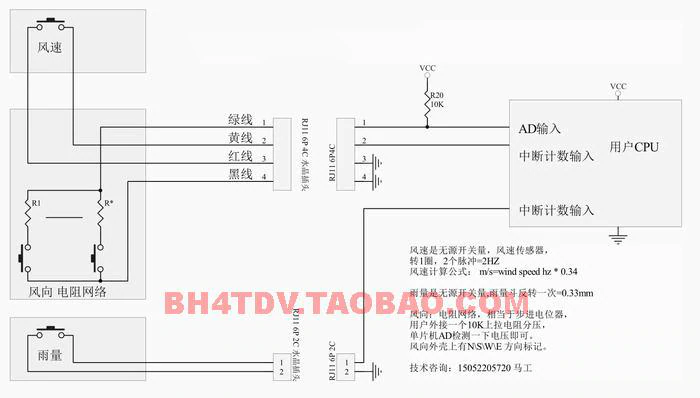 风速
VCC
R20
10K
VCC
绿线 1
黄线 2
红线 3
黑线 4
RJ11 6P 4C 水晶插头
1
2
3
4
RJ11 6P4C
AD输入
中断计数输入
用户CPU
中断计数输入
R1
R*
风向 电阻网络
风速是无源开关量，风速传感器，
转1圈，2个脉冲=2HZ
风速计算公式： m/s=wind speed hz * 0.34
雨量是无源开关量,雨量斗反转一次=0.33mm
BH4TDV.TAOBAO.COM
风向：电阻网络，相当于步进电位器，
用户外接一个10K上拉电阻分压，
单片机AD检测一下电压即可。
风向外壳上有N\S\W\E 方向标记。
技术咨询：15052205720 马工
雨量
1
2
RJ11 6P 2C 水晶插头
1
2
RJ11 6P 2C